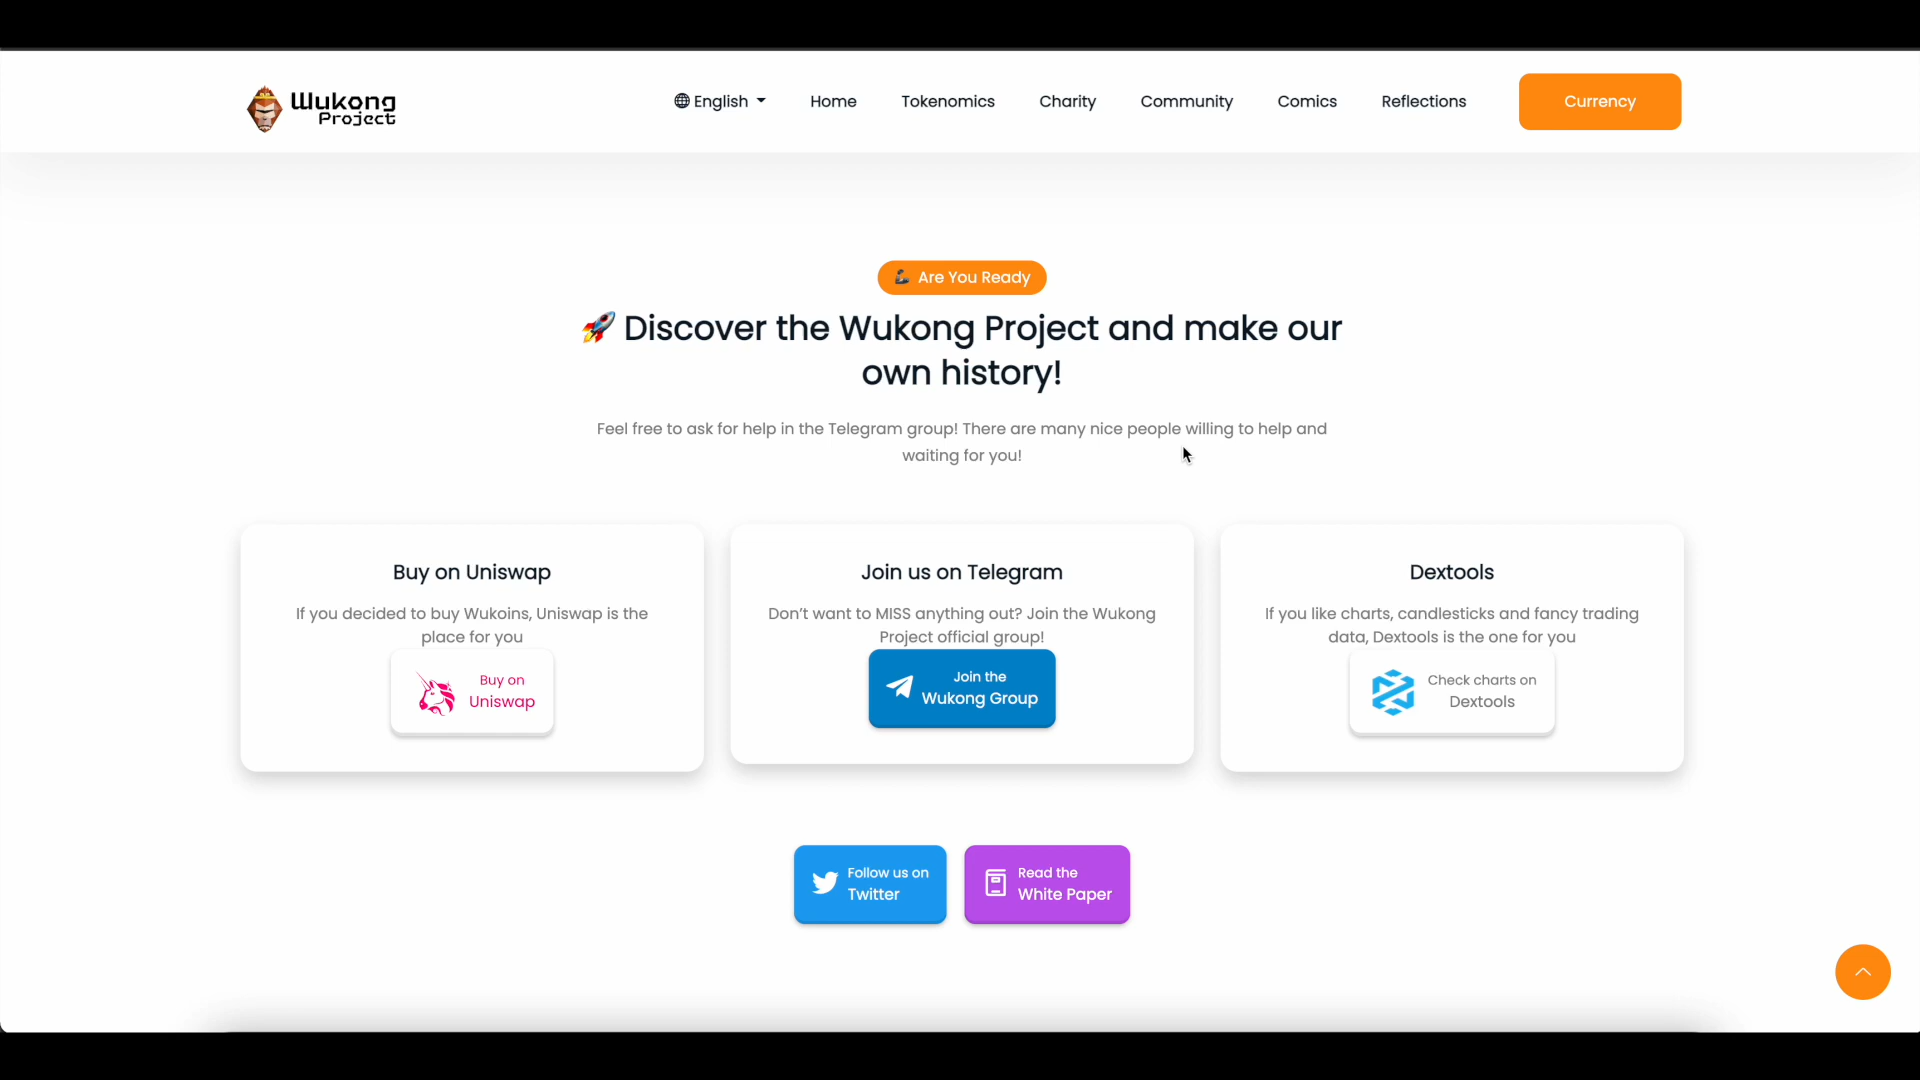 Wukong
Project
English
Home
Tokenomics
Charity
Community
Comics
Reflections
Currency
Are You Ready
🚀 Discover the Wukong Project and make our
own history!
Feel free to ask for help in the Telegram group! There are many nice people willing to help and
waiting for you!
Buy on Uniswap
If you decided to buy Wukoins, Uniswap is the
place for you
Buy on
Uniswap
Join us on Telegram
Don't want to MISS anything out? Join the Wukong
Project official group!
Join the
Wukong Group
Dextools
If you like charts, candlesticks and fancy trading
data, Dextools is the one for you
Check charts on
Dextools
Follow us on
Twitter
Read the
White Paper